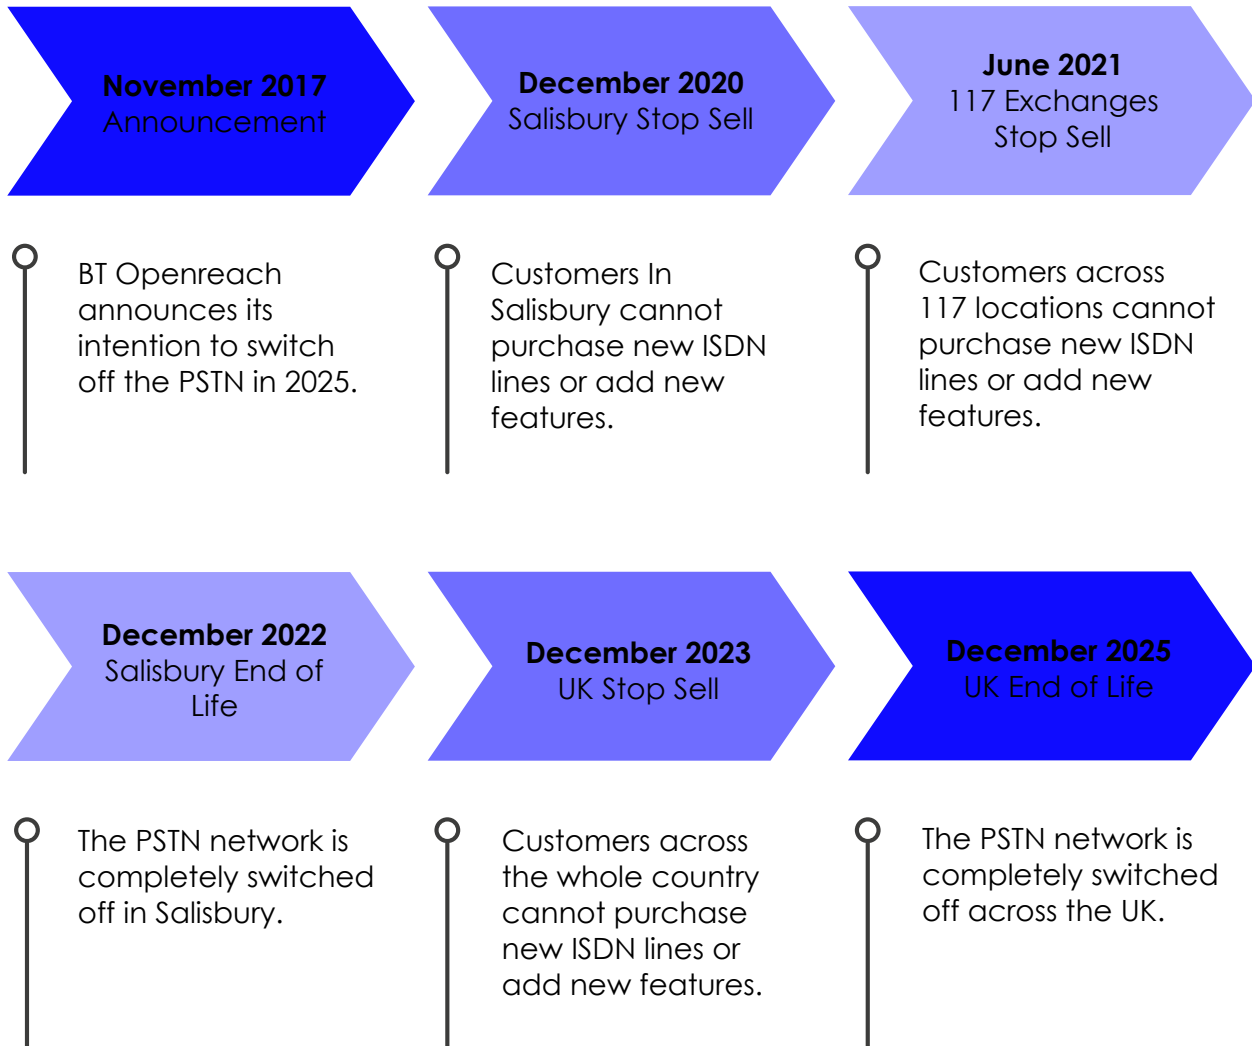 November 2017
Announcement
December 2020
Salisbury Stop Sell
June 2021
117 Exchanges
Stop Sell
BT Openreach
announces its
intention to switch
off the PSTN in 2025.
Customers In
Salisbury cannot
purchase new ISDN
lines or add new
features.
Customers across
117 locations cannot
purchase new ISDN
lines or add new
features.
December 2022
Salisbury End of
Life
December 2023
UK Stop Sell
December 2025
UK End of Life
The PSTN network is
completely switched
off in Salisbury.
Customers across
the whole country
cannot purchase
new ISDN lines or
add new features.
The PSTN network is
completely switched
off across the UK.